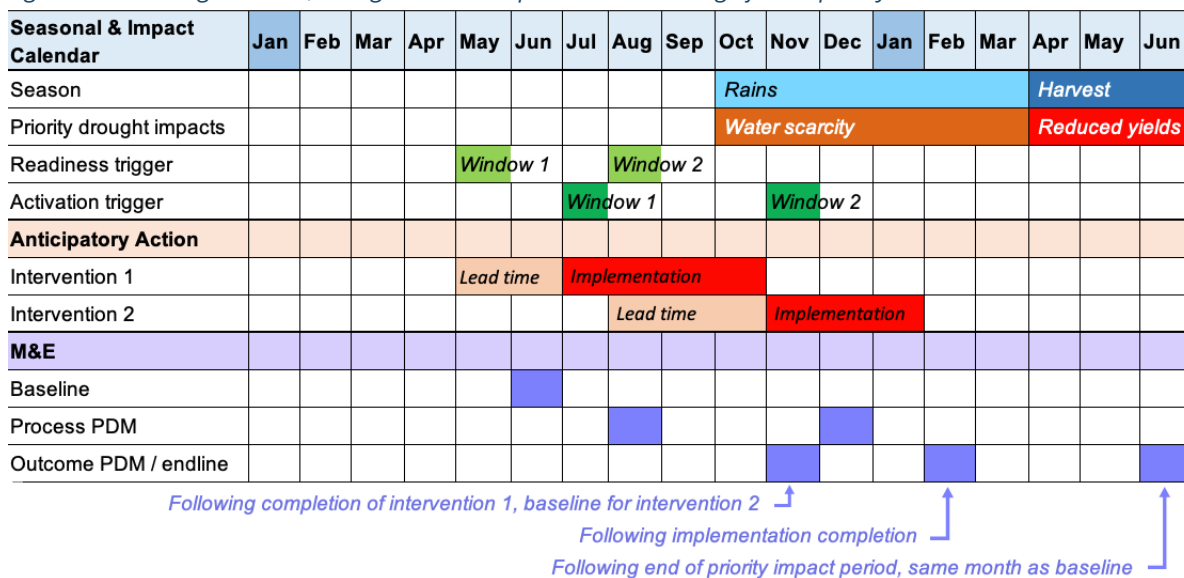 Seasonal & Impact
Calendar
Jan Feb Mar Apr May Jun Jul Aug Sep Oct Nov Dec Jan Feb Mar Apr May Jun
Season Rains Harvest
Priority drought impacts Water scarcity Reduced yields
Readiness trigger Window 1 Window 2
Activation trigger Window 1 Window 2
Anticipatory Action
Intervention 1 Lead time Implementation
Intervention 2 Lead time Implementation
M&E
Baseline
Process PDM
Outcome PDM / endline
Following completion of intervention 1, baseline for intervention 2
Following implementation completion
Following end of priority impact period, same month as baseline